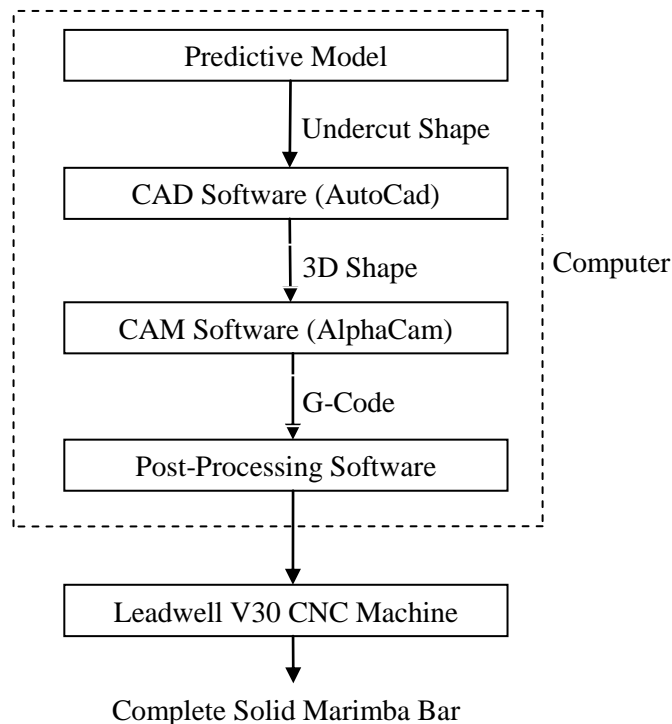 Predictive Model
Undercut Shape
CAD Software (AutoCad)
3D Shape
Computer
CAM Software (AlphaCam)
G-Code
Post-Processing Software
Leadwell V30 CNC Machine
Complete Solid Marimba Bar